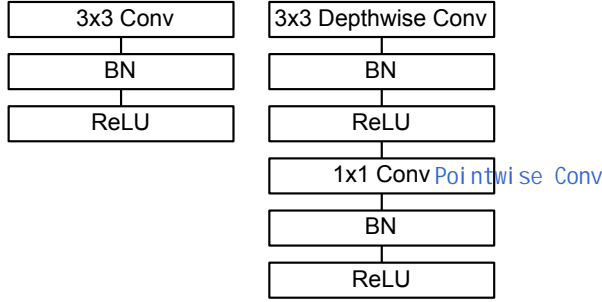 3x3 Conv
BN
ReLU
3x3 Depthwise Conv
BN
ReLU
1x1 Conv Pointwise Conv
BN
ReLU